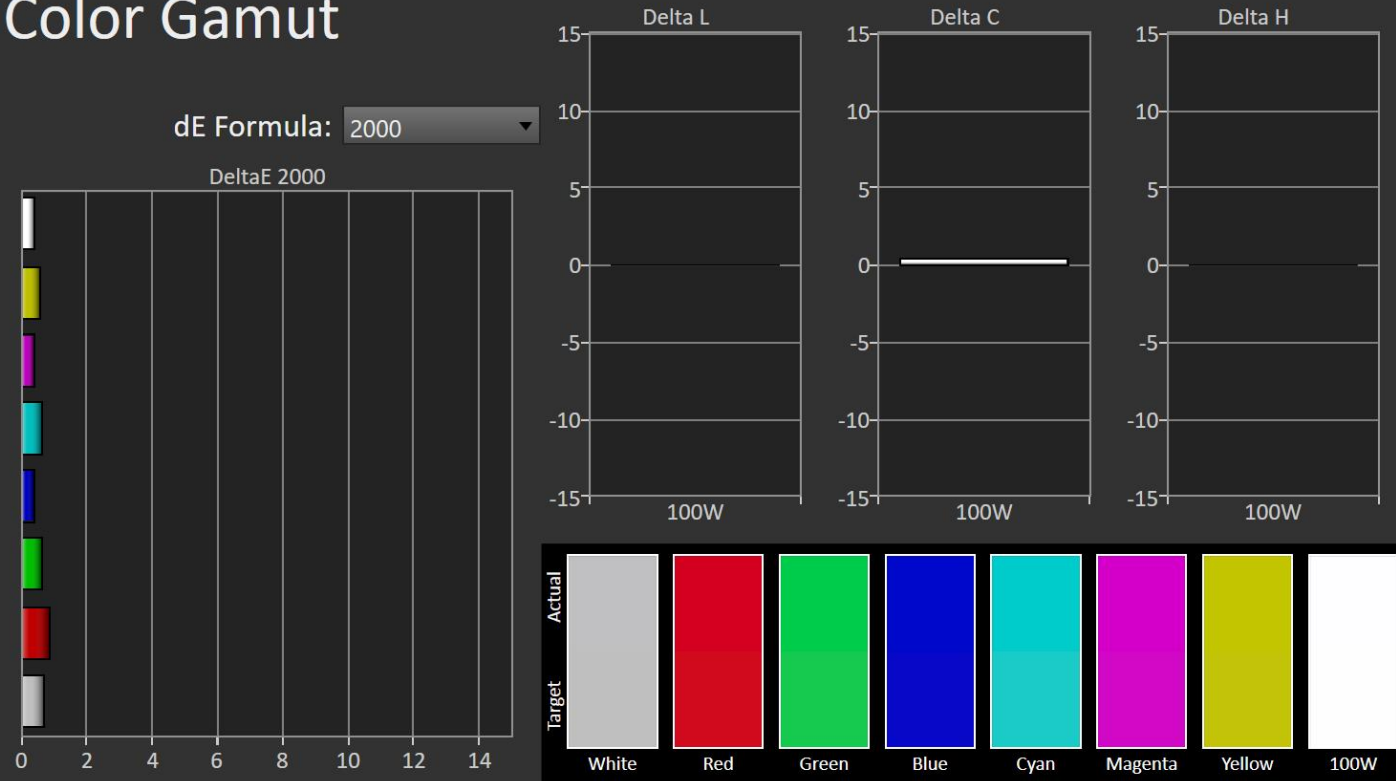 Color Gamut
dE Formula: 2000
DeltaE 2000
0 2 4 6 8 10 12 14
Delta L
15
10
5
0
-5
-10
-15
100W
Delta C
15
10
5
0
-5
-10
-15
100W
Delta H
15
10
5
0
-5
-10
-15
100W
Actual
Target
White Red Green Blue Cyan Magenta Yellow 100W